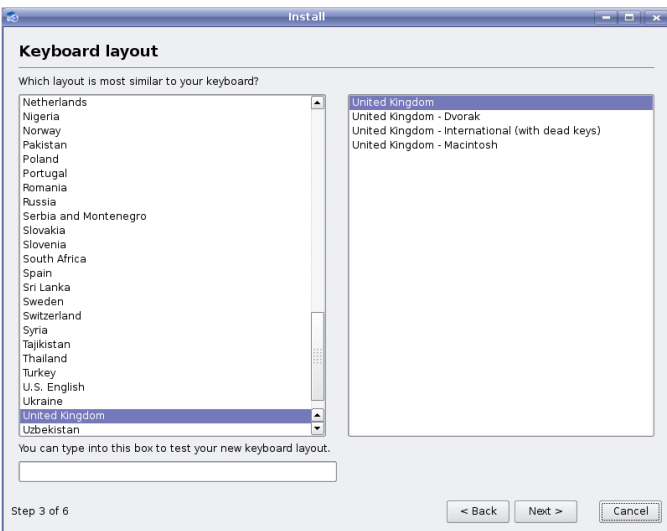 Install
Keyboard layout
Which layout is most similar to your keyboard?
Netherlands
Nigeria
Norway
Pakistan
Poland
Portugal
Romania
Russia
Serbia and Montenegro
Slovakia
Slovenia
South Africa
Spain
Sri Lanka
Sweden
Switzerland
Syria
Tajikistan
Thailand
Turkey
U.S. English
Ukraine
United Kingdom
Uzbekistan
United Kingdom
United Kingdom - Dvorak
United Kingdom - International (with dead keys)
United Kingdom - Macintosh
You can type into this box to test your new keyboard layout.
Step 3 of 6
< Back
Next >
Cancel